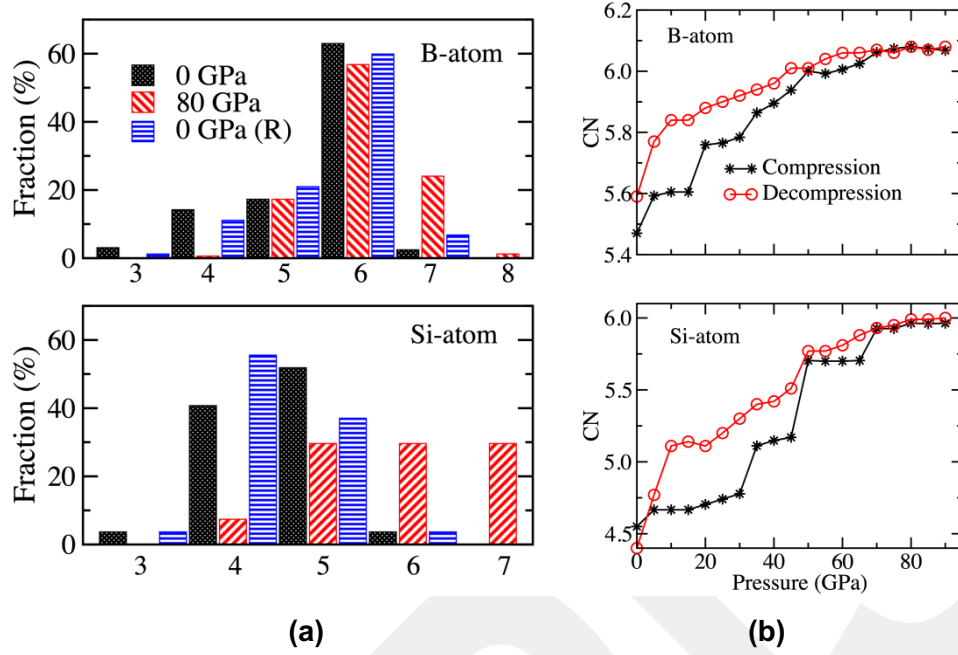 B-atom
0 GPa
80 GPa
0 GPa (R)
Fraction (%)
60
40
20
0
3 4 5 6 7 8
Si-atom
Fraction (%)
60
40
20
0
3 4 5 6 7
(a)
B-atom
CN
6.0
5.8
5.6
5.4
Compression
Decompression
Si-atom
CN
6.0
5.5
5.0
4.5
0 20 40 60 80
Pressure (GPa)
(b)